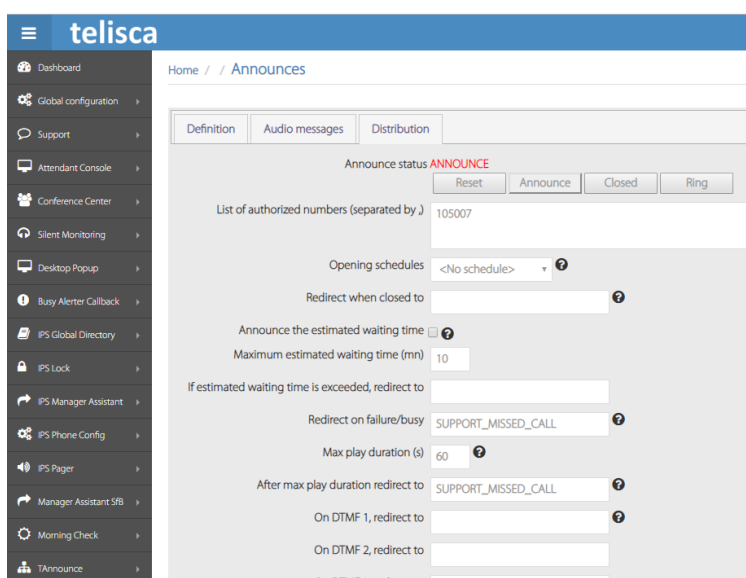 telisca
Dashboard
Global configuration
Support
Attendant Console
Conference Center
Silent Monitoring
Desktop Popup
Busy Alerter Callback
IPS Global Directory
IPS Lock
IPS Manager Assistant
IPS Phone Config
IPS Pager
Manager Assistant SfB
Morning Check
TAnnounce
Home / / Announces
Definition Audio messages Distribution
Announce status ANNOUNCE
Reset Announce Closed Ring
List of authorized numbers (separated by ,) 105007
Opening schedules <No schedule>
Redirect when closed to
Announce the estimated waiting time
Maximum estimated waiting time (mn) 10
If estimated waiting time is exceeded, redirect to
Redirect on failure/busy SUPPORT_MISSED_CALL
Max play duration (s) 60
After max play duration redirect to SUPPORT_MISSED_CALL
On DTMF 1, redirect to
On DTMF 2, redirect to